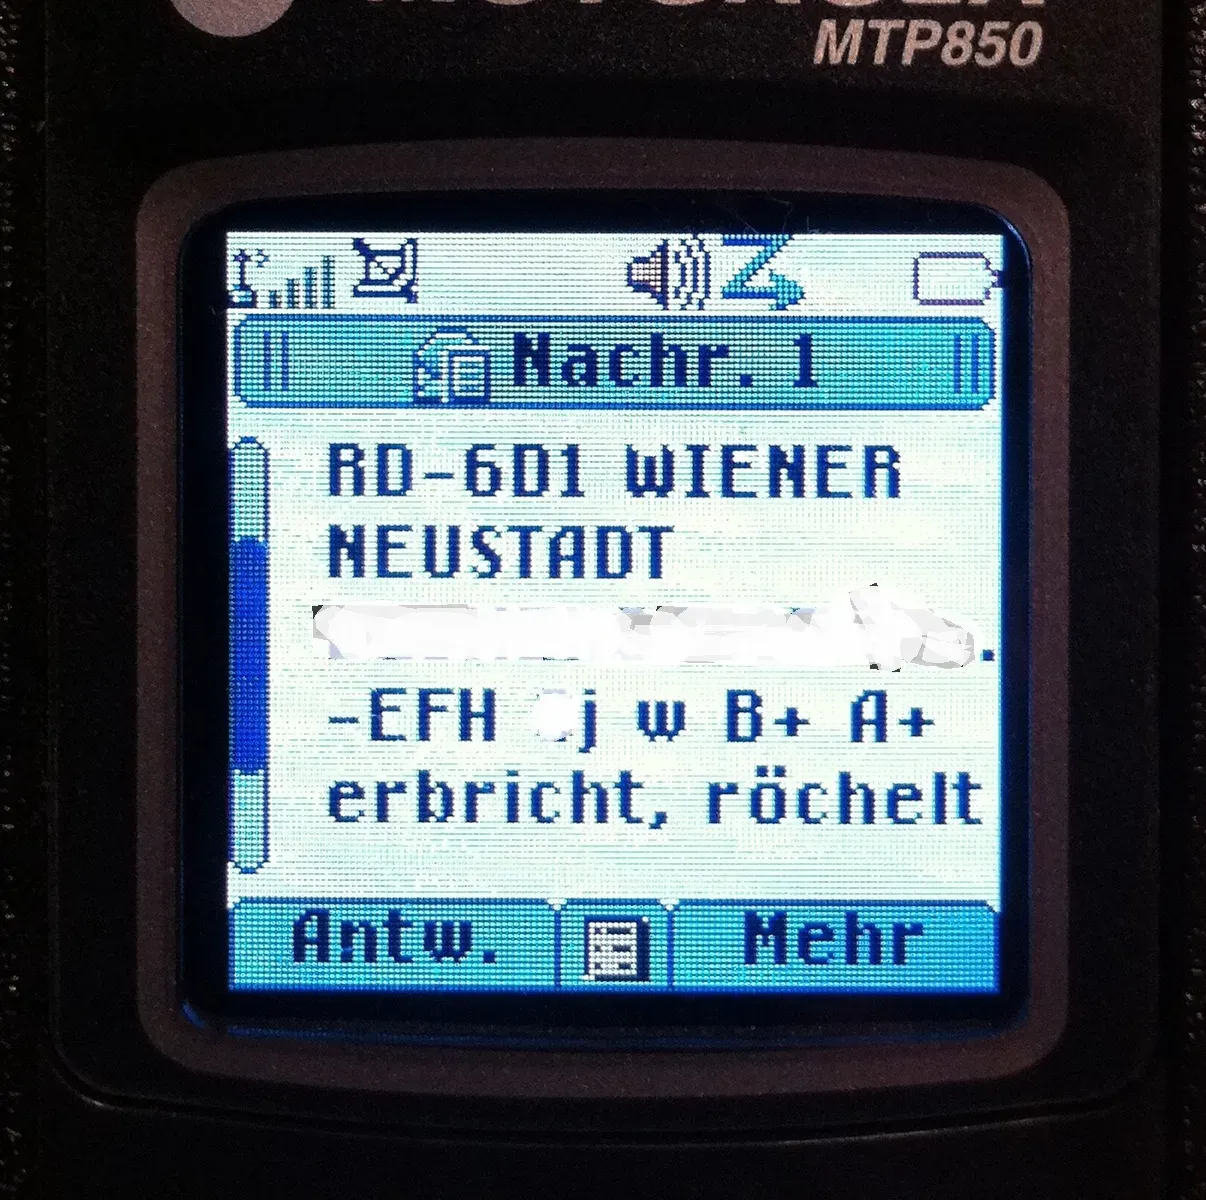 MTP850
Nachr. 1
RD-6D1 WIENER
NEUSTADT
.
-EFH j w B+ A+
erbricht, röchelt
Antw. Mehr